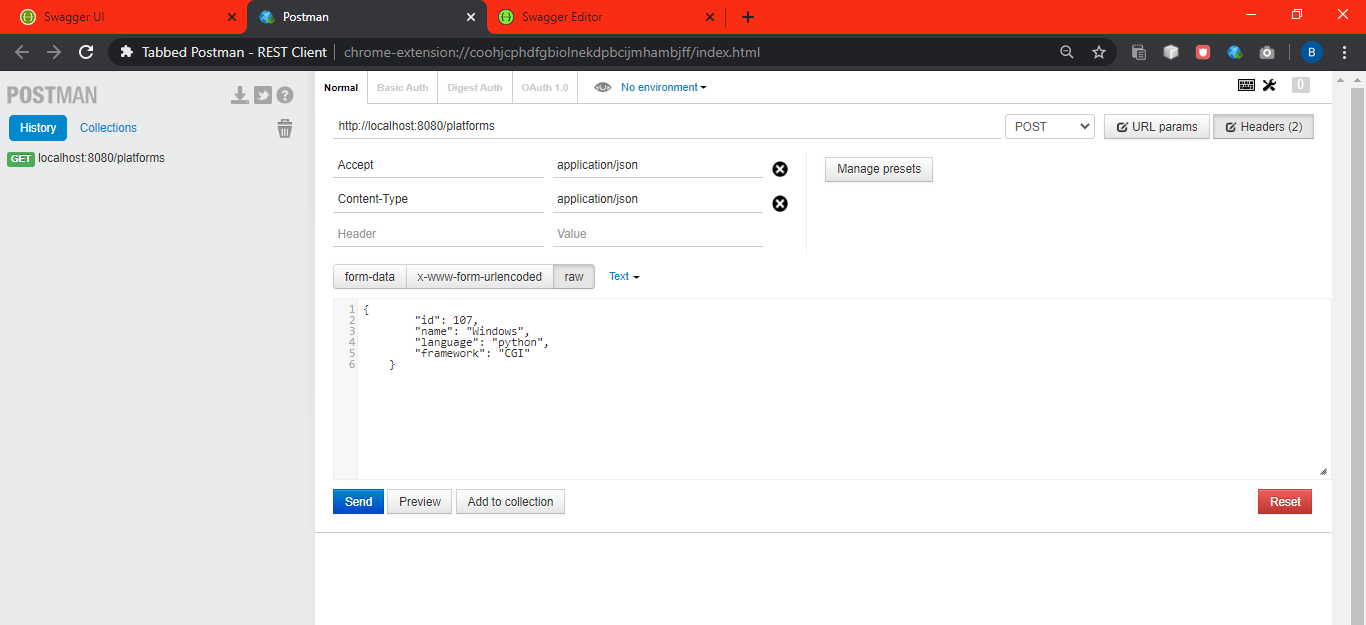 Swagger UI
Postman
Swagger Editor
Tabbed Postman - REST Client
chrome-extension://coohjcphdfgbiolnekdpbcijmhambjff/index.html
B
POSTMAN
History
Collections
GET localhost:8080/platforms
Normal
Basic Auth
Digest Auth
OAuth 1.0
No environment
0
http://localhost:8080/platforms
POST
URL params
Headers (2)
Accept
application/json
Manage presets
Content-Type
application/json
Header
Value
form-data
x-www-form-urlencoded
raw
Text
1 {
2 "id": 107,
3 "name": "Windows",
4 "language": "python",
5 "framework": "CGI"
6 }
Send
Preview
Add to collection
Reset